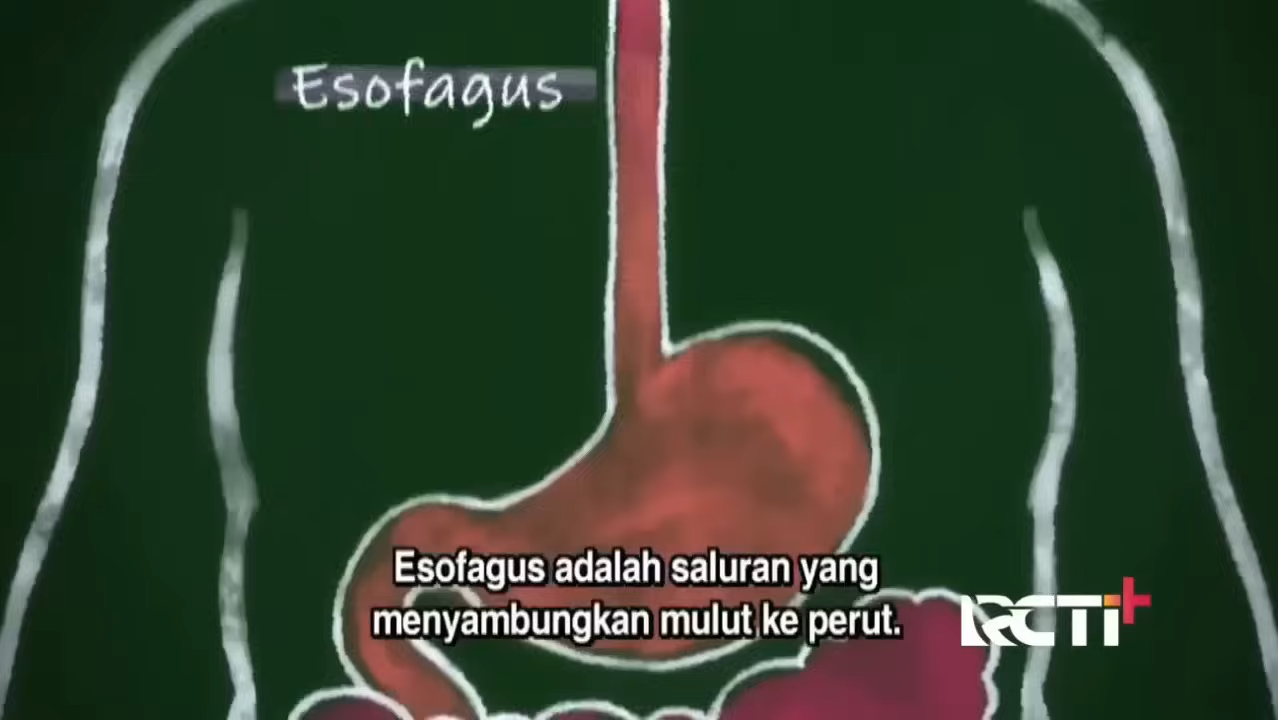 Esofagus
Esofagus adalah saluran yang
menyambungkan mulut ke perut.
RCTI+